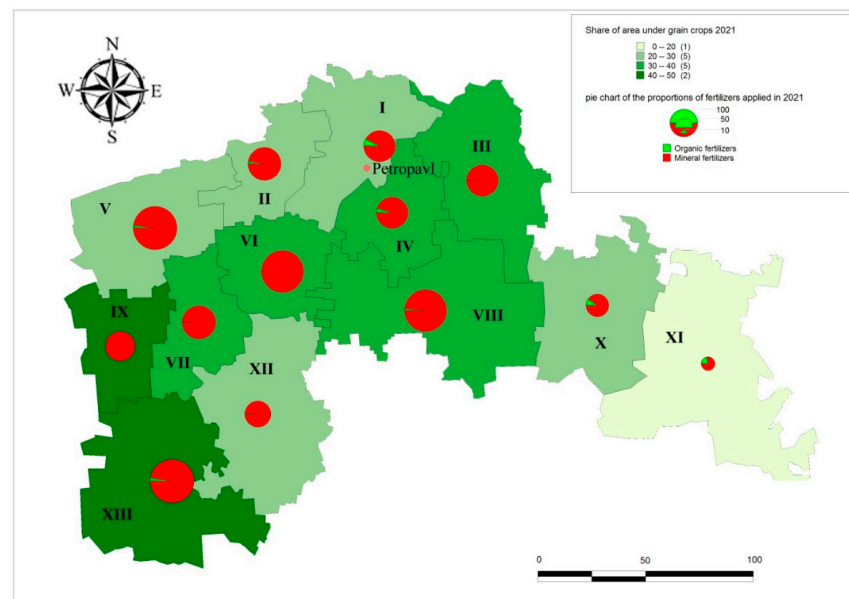 Share of area under grain crops 2021
0 -- 20 (1)
20 -- 30 (5)
30 -- 40 (5)
40 -- 50 (2)
pie chart of the proportions of fertilizers applied in 2021
100
50
10
Organic fertilizers
Mineral fertilizers
N
W E
S
I
III
Petropavl
II
V
IV
VI
IX
VIII
VII
X
XI
XII
XIII
0 50 100